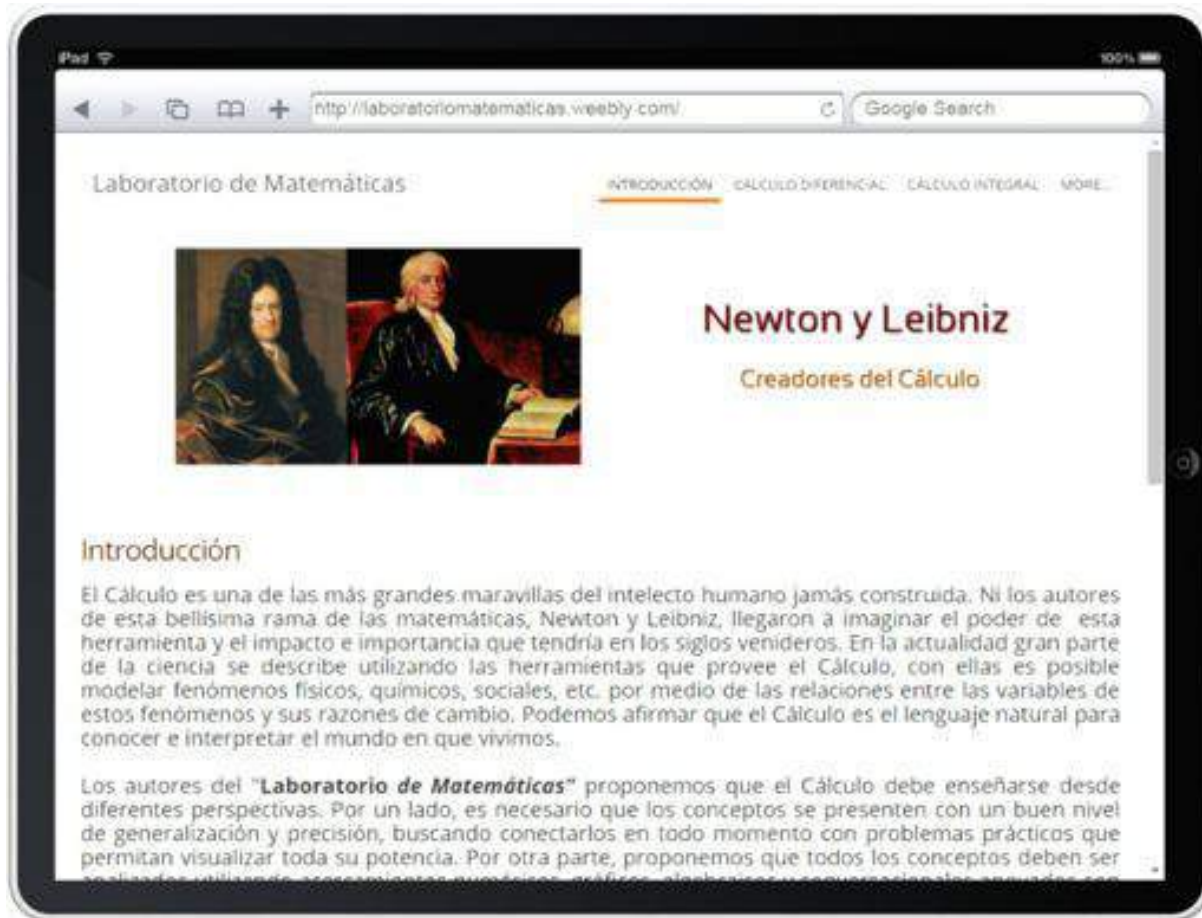 iPad 100%
http://laboratoriomatematicas.weebly.com/ Google Search
Laboratorio de Matemáticas INTRODUCCIÓN CÁLCULO DIFERENCIAL CÁLCULO INTEGRAL MORE...
Newton y Leibniz
Creadores del Cálculo
Introducción
El Cálculo es una de las más grandes maravillas del intelecto humano jamás construida. Ni los autores
de esta bellísima rama de las matemáticas, Newton y Leibniz, llegaron a imaginar el poder de esta
herramienta y el impacto e importancia que tendría en los siglos venideros. En la actualidad gran parte
de la ciencia se describe utilizando las herramientas que provee el Cálculo, con ellas es posible
modelar fenómenos físicos, químicos, sociales, etc. por medio de las relaciones entre las variables de
estos fenómenos y sus razones de cambio. Podemos afirmar que el Cálculo es el lenguaje natural para
conocer e interpretar el mundo en que vivimos.
Los autores del "Laboratorio de Matemáticas" proponemos que el Cálculo debe enseñarse desde
diferentes perspectivas. Por un lado, es necesario que los conceptos se presenten con un buen nivel
de generalización y precisión, buscando conectarlos en todo momento con problemas prácticos que
permitan visualizar toda su potencia. Por otra parte, proponemos que todos los conceptos deben ser